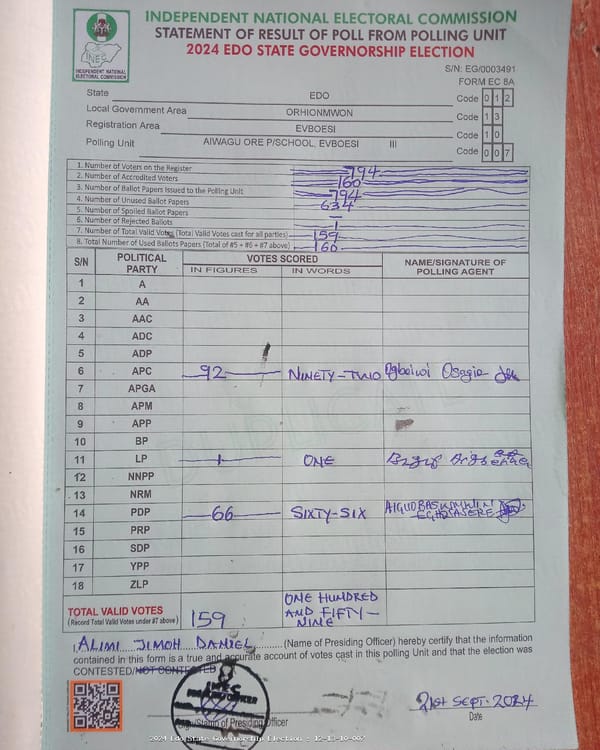 INDEPENDENT NATIONAL ELECTORAL COMMISSION
STATEMENT OF RESULT OF POLL FROM POLLING UNIT
2024 EDO STATE GOVERNORSHIP ELECTION
INEC
INDEPENDENT NATIONAL
ELECTORAL COMMISSION
S/N: EG/0003491
FORM EC 8A
State EDO Code 0 1 2
Local Government Area ORHIONMWON Code 1 3
Registration Area EVBOESI Code 1 0
Polling Unit AIWAGU ORE P/SCHOOL, EVBOESI III Code 0 0 7
1. Number of Voters on the Register 794
2. Number of Accredited Voters 160
3. Number of Ballot Papers Issued to the Polling Unit 794
4. Number of Unused Ballot Papers 634
5. Number of Spoiled Ballot Papers —
6. Number of Rejected Ballots 1
7. Number of Total Valid Votes (Total Valid Votes cast for all parties) 159
8. Total Number of Used Ballots Papers (Total of #5 + #6 + #7 above) 160
S/N POLITICAL PARTY VOTES SCORED NAME/SIGNATURE OF POLLING AGENT
IN FIGURES IN WORDS
1 A
2 AA
3 AAC
4 ADC
5 ADP
6 APC 92 NINETY-TWO Osagie
7 APGA
8 APM
9 APP
10 BP
11 LP 1 ONE
12 NNPP
13 NRM
14 PDP 66 SIXTY-SIX
15 PRP
16 SDP
17 YPP
18 ZLP
TOTAL VALID VOTES
(Record Total Valid Votes under #7 above) 159 ONE HUNDRED AND FIFTY-NINE
I, ALIMI JIMOH DANIEL (Name of Presiding Officer) hereby certify that the information
contained in this form is a true and accurate account of votes cast in this polling Unit and that the election was
CONTESTED/NOT CONTESTED
INEC
PRESIDING OFFICER
of Presiding Officer
21st SEPT. 2024
Date
2024 EdoState Governorship Election - 12-13-10-007